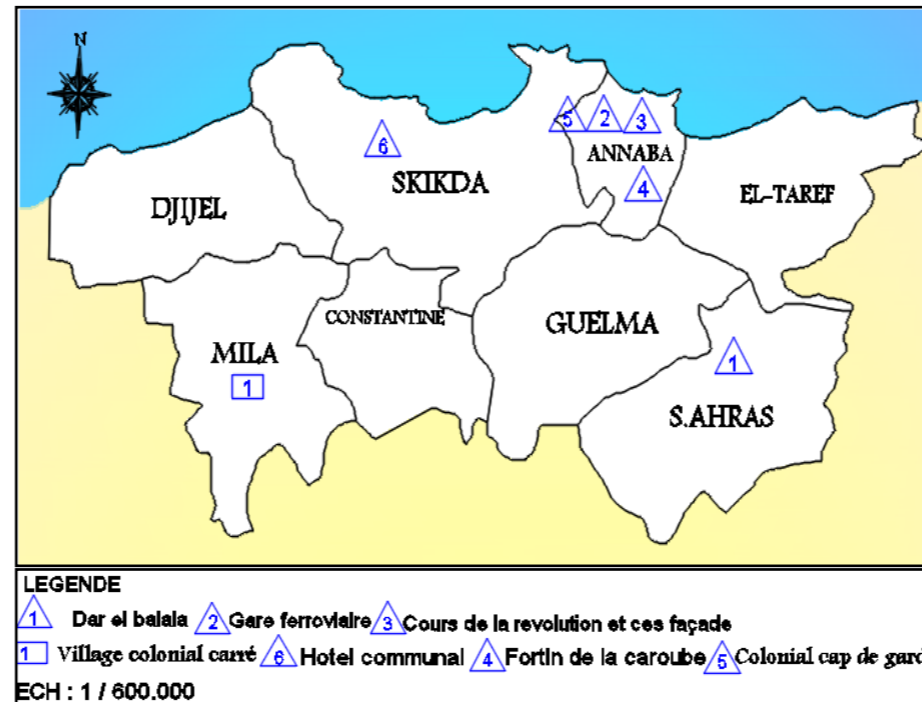 N
5 2 3
6
ANNABA
SKIKDA
4
EL-TAREF
DJIJEL
CONSTANTINE
GUELMA
MILA
1
1
S.AHRAS
LEGENDE
1 Dar el balala 2 Gare ferroviaire 3 Cours de la revolution et ces façade
1 Village colonial carré 6 Hotel communal 4 Fortin de la caroube 5 Colonial cap de gard
ECH : 1 / 600.000